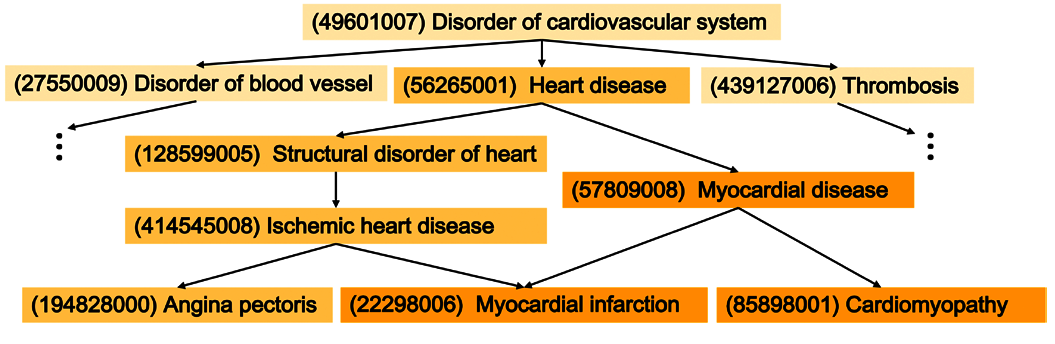 (49601007) Disorder of cardiovascular system
(27550009) Disorder of blood vessel
(56265001) Heart disease
(439127006) Thrombosis
(128599005) Structural disorder of heart
(57809008) Myocardial disease
(414545008) Ischemic heart disease
(194828000) Angina pectoris
(22298006) Myocardial infarction
(85898001) Cardiomyopathy